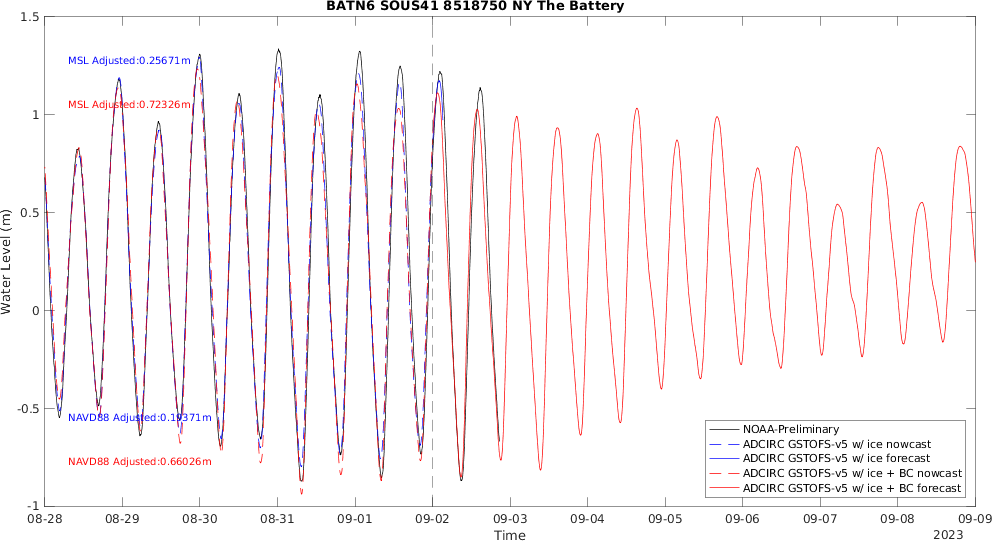 BATN6 SOUS41 8518750 NY The Battery
1.5
1
0.5
0
-0.5
-1
Water Level (m)
MSL Adjusted:0.25671m
MSL Adjusted:0.72326m
NAVD88 Adjusted:0.19371m
NAVD88 Adjusted:0.66026m
NOAA-Preliminary
ADCIRC GSTOFS-v5 w/ ice nowcast
ADCIRC GSTOFS-v5 w/ ice forecast
ADCIRC GSTOFS-v5 w/ ice + BC nowcast
ADCIRC GSTOFS-v5 w/ ice + BC forecast
08-28 08-29 08-30 08-31 09-01 09-02 09-03 09-04 09-05 09-06 09-07 09-08 09-09
Time
2023